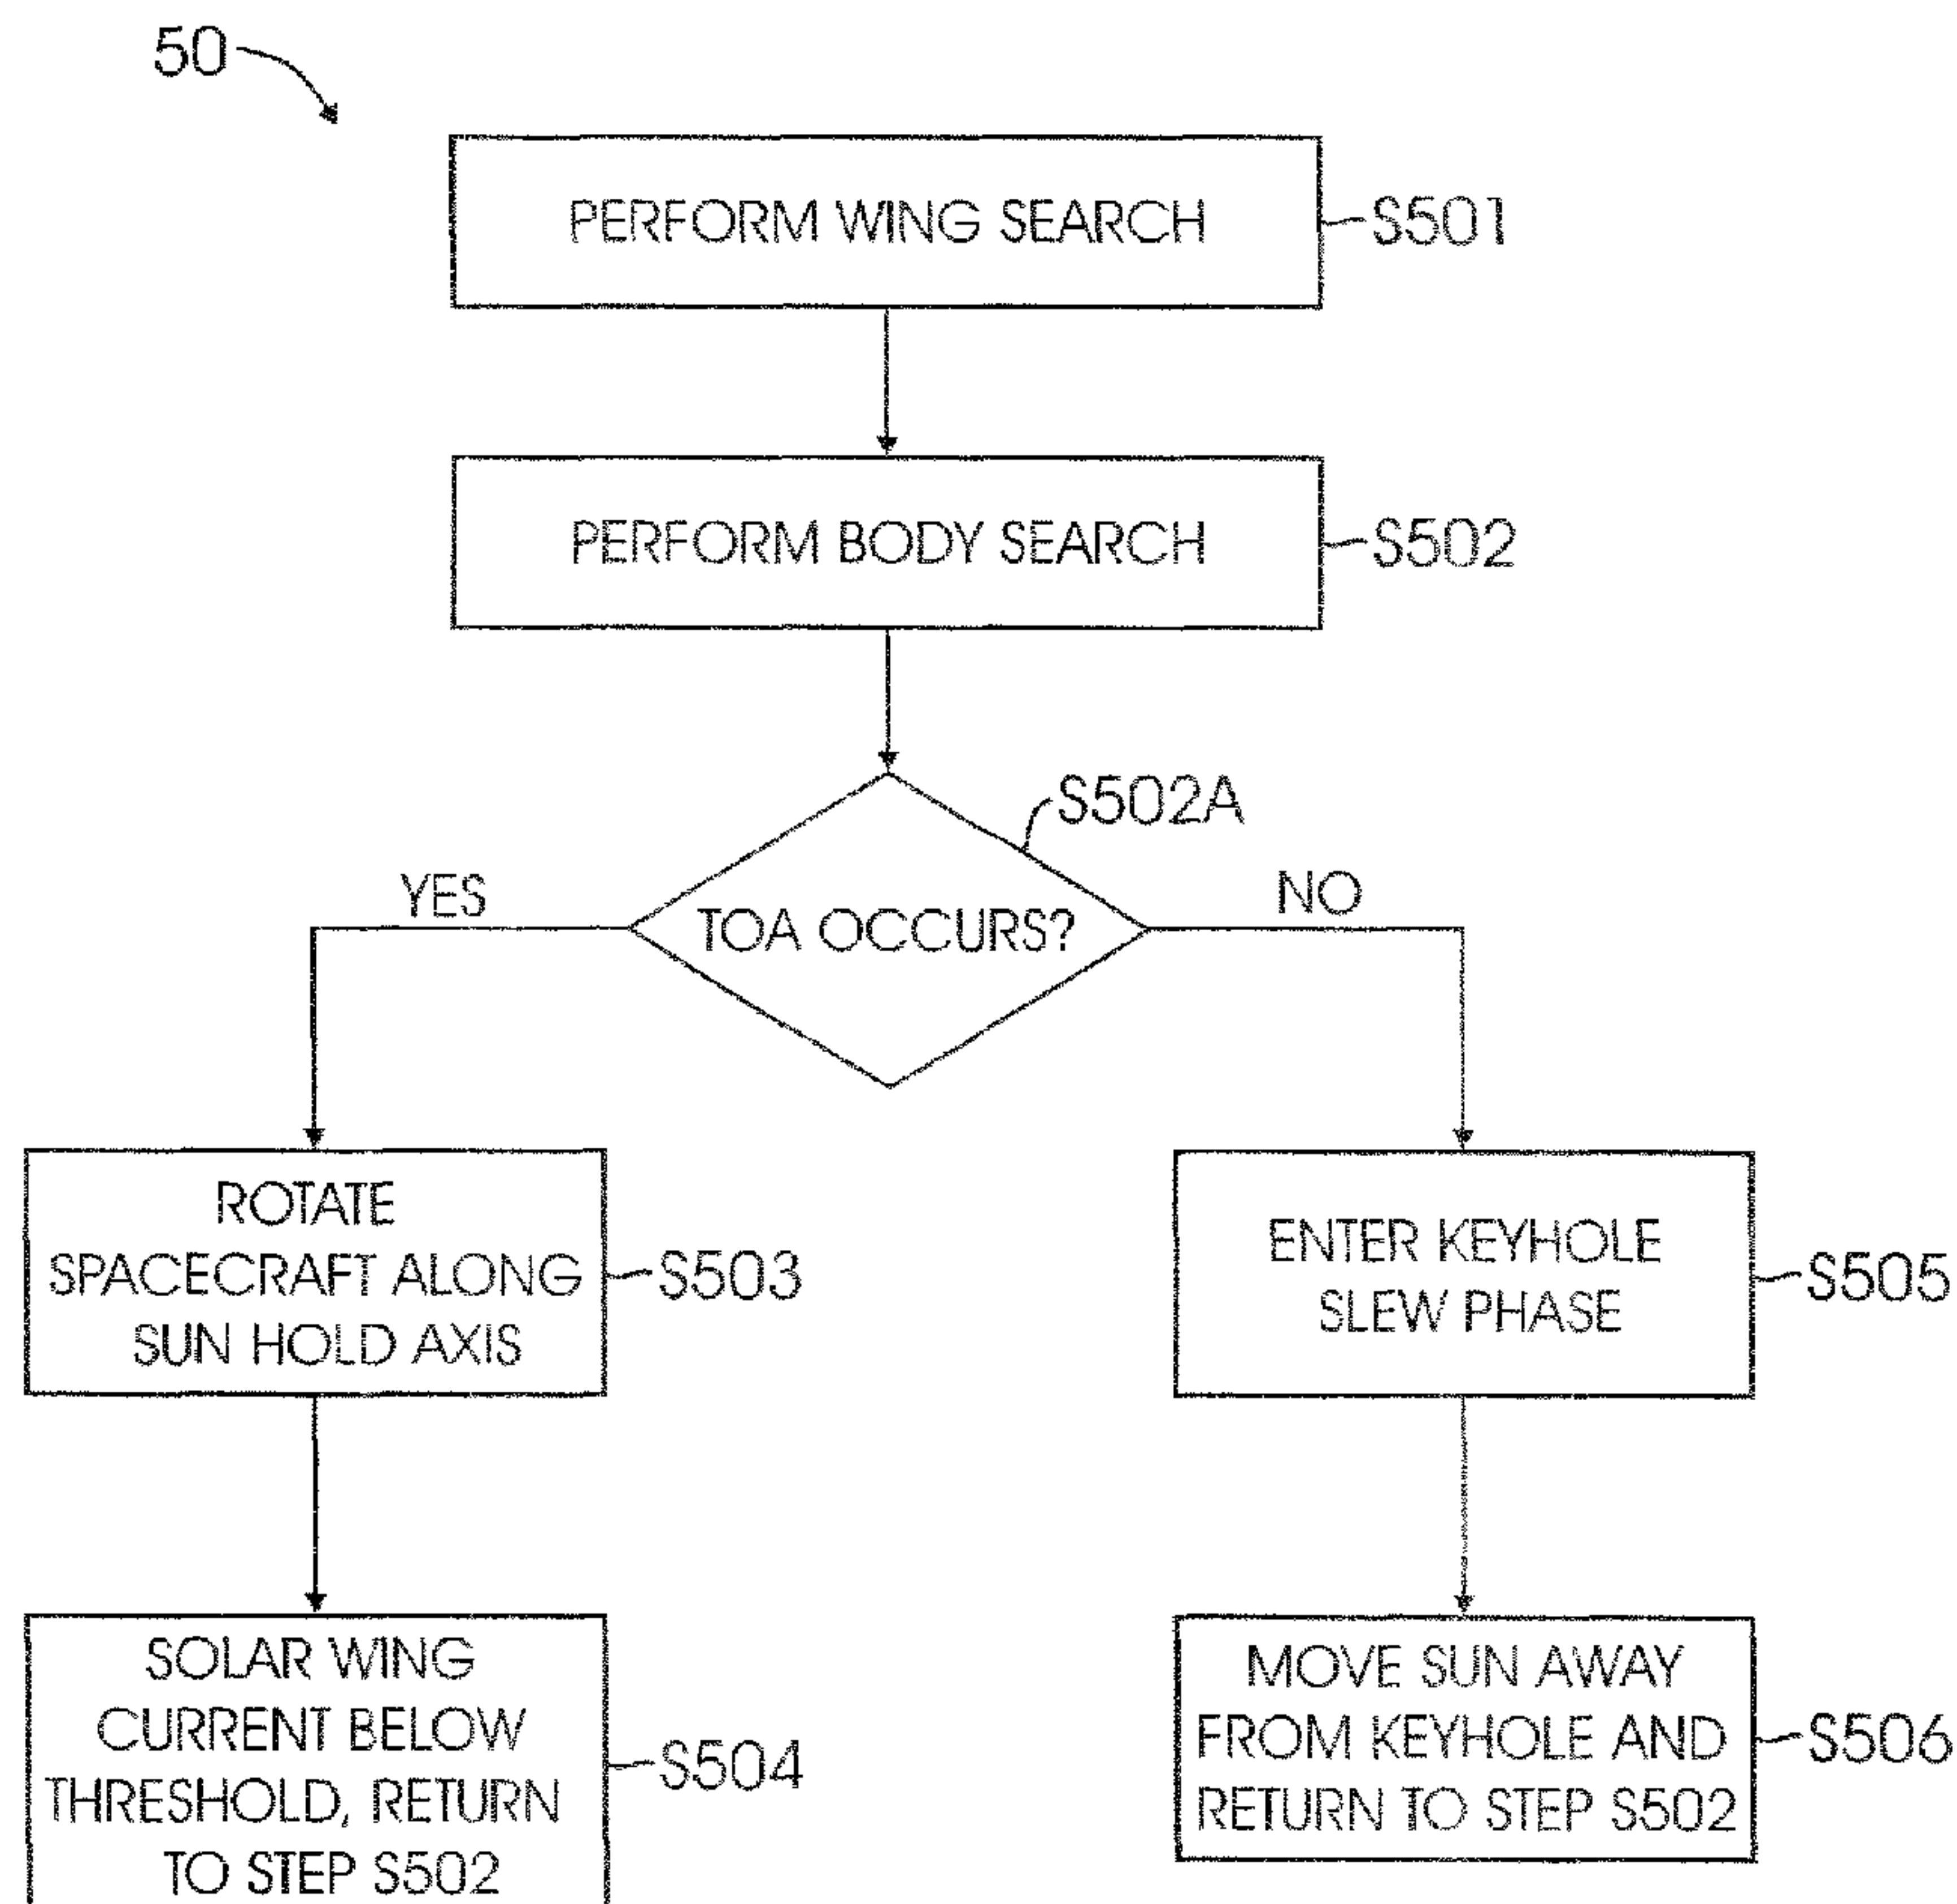 50
PERFORM WING SEARCH
S501
PERFORM BODY SEARCH
S502
S502A
YES
TOA OCCURS?
NO
ROTATE
SPACECRAFT ALONG
SUN HOLD AXIS
S503
ENTER KEYHOLE
SLEW PHASE
S505
SOLAR WING
CURRENT BELOW
THRESHOLD, RETURN
TO STEP S502
S504
MOVE SUN AWAY
FROM KEYHOLE AND
RETURN TO STEP S502
S506